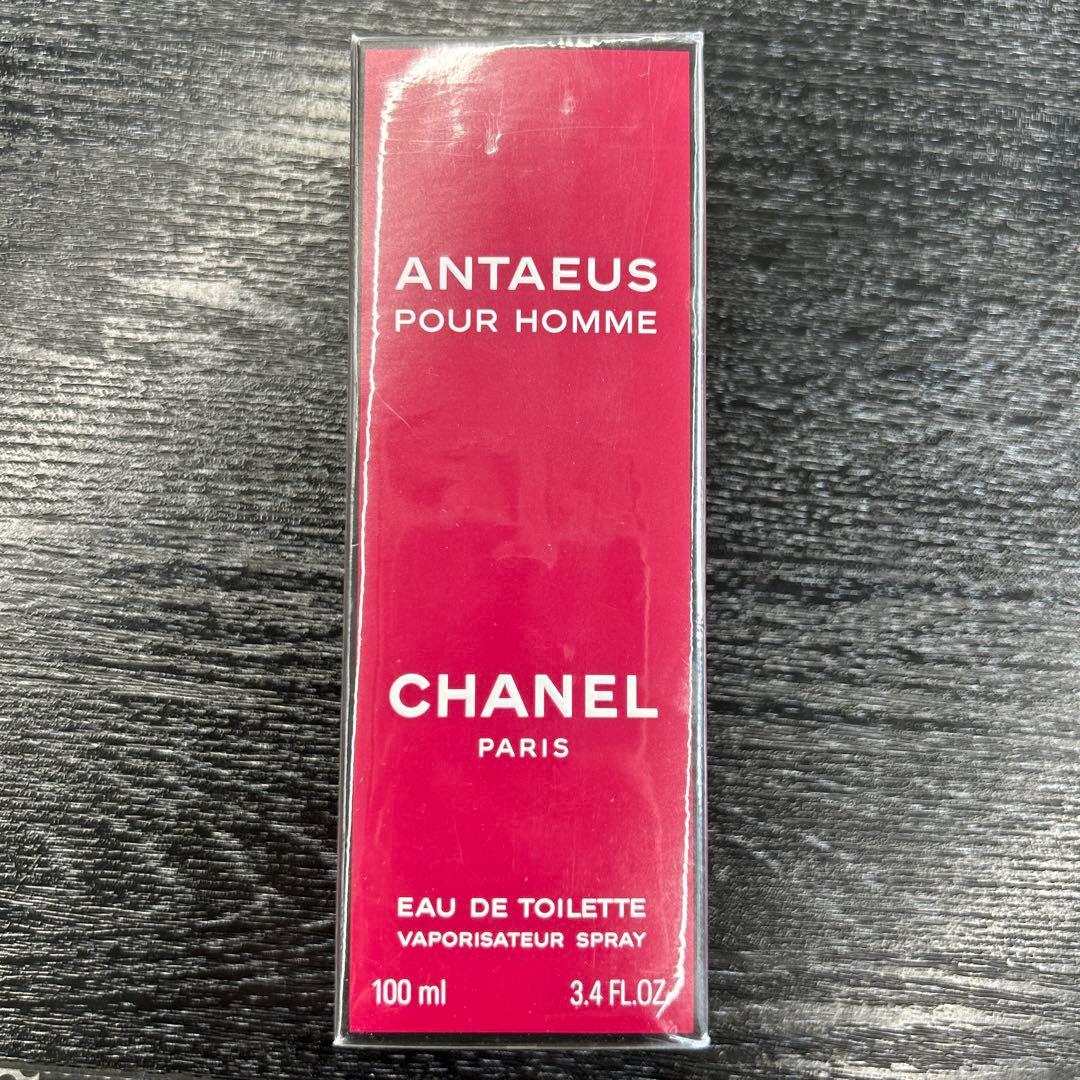 ANTAEUS
POUR HOMME
CHANEL
PARIS
EAU DE TOILETTE
VAPORISATEUR SPRAY
100 ml 3.4 FL.OZ